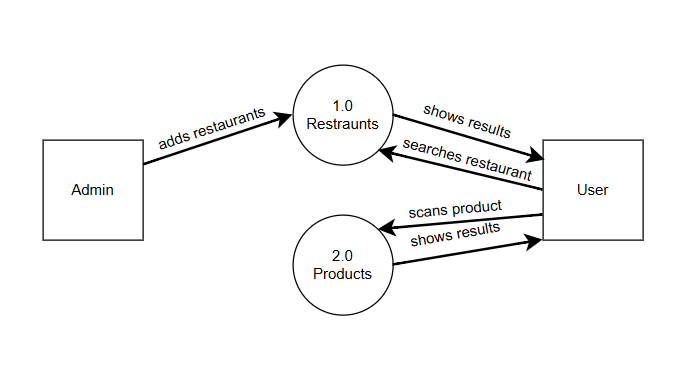 1.0
Restraunts
adds restaurants
shows results
searches restaurant
Admin
User
scans product
shows results
2.0
Products